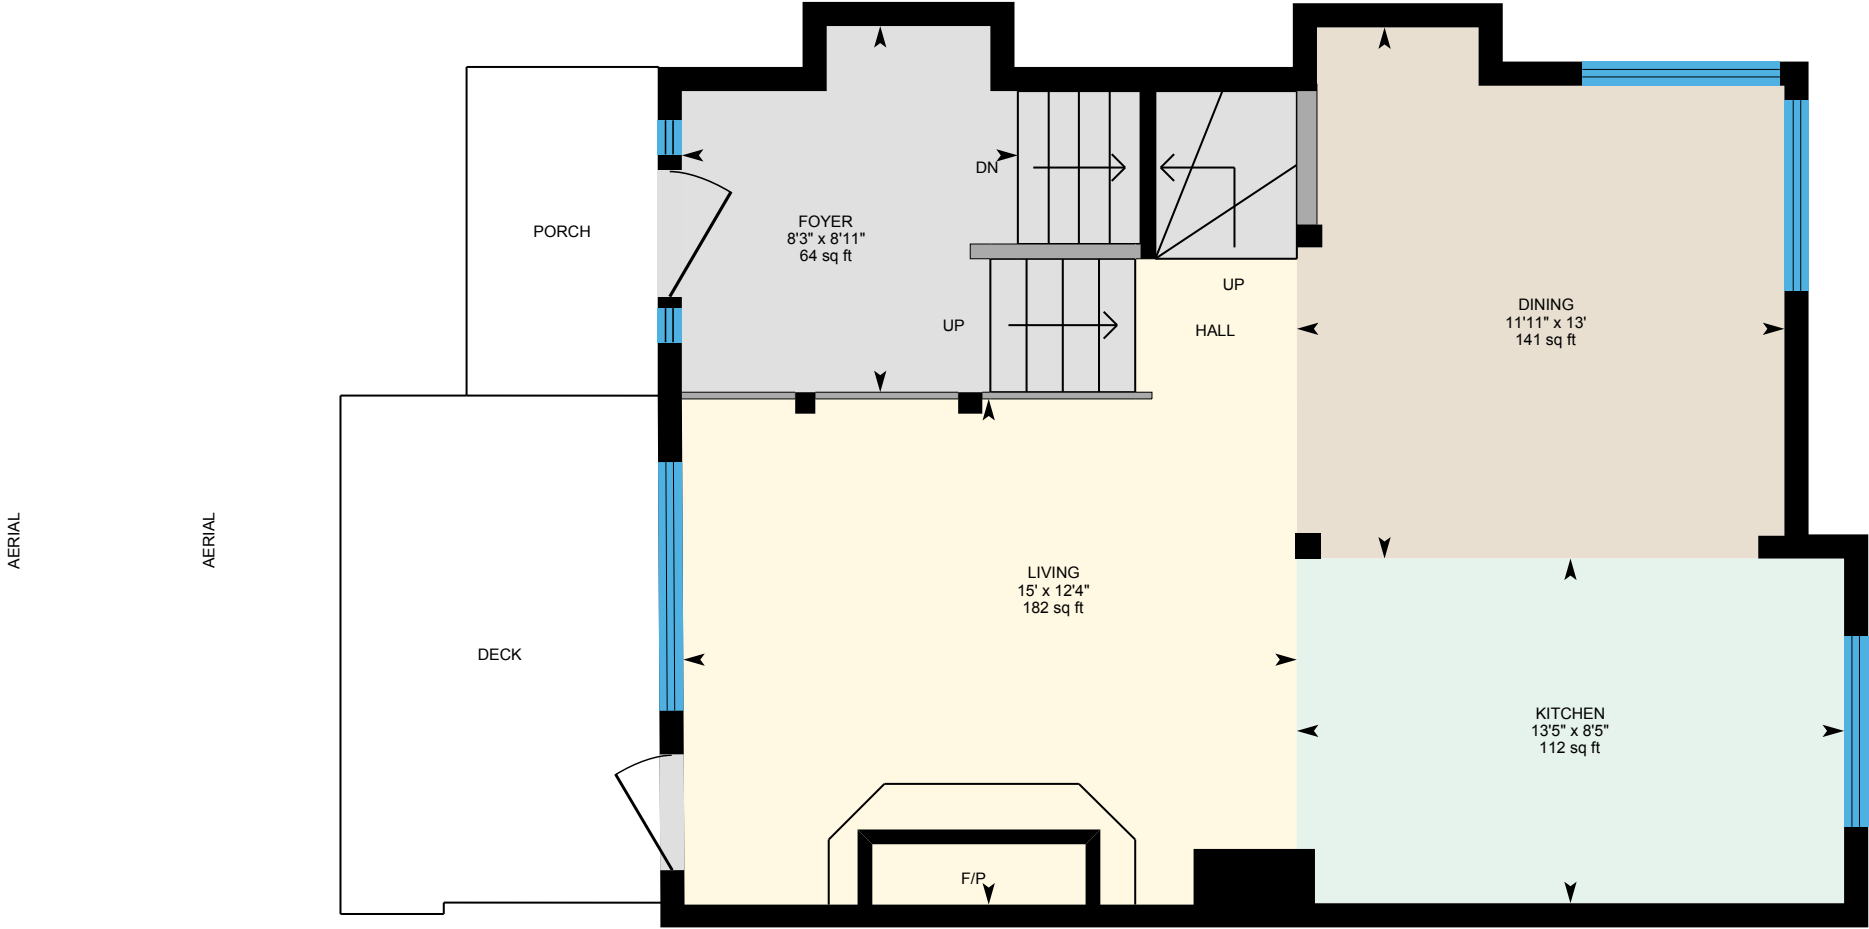 DN
PORCH
FOYER
8'3" x 8'11"
64 sq ft
UP
HALL
UP
DINING
11'11" x 13'
141 sq ft
AERIAL
AERIAL
LIVING
15' x 12'4"
182 sq ft
DECK
KITCHEN
13'5" x 8'5"
112 sq ft
F/P